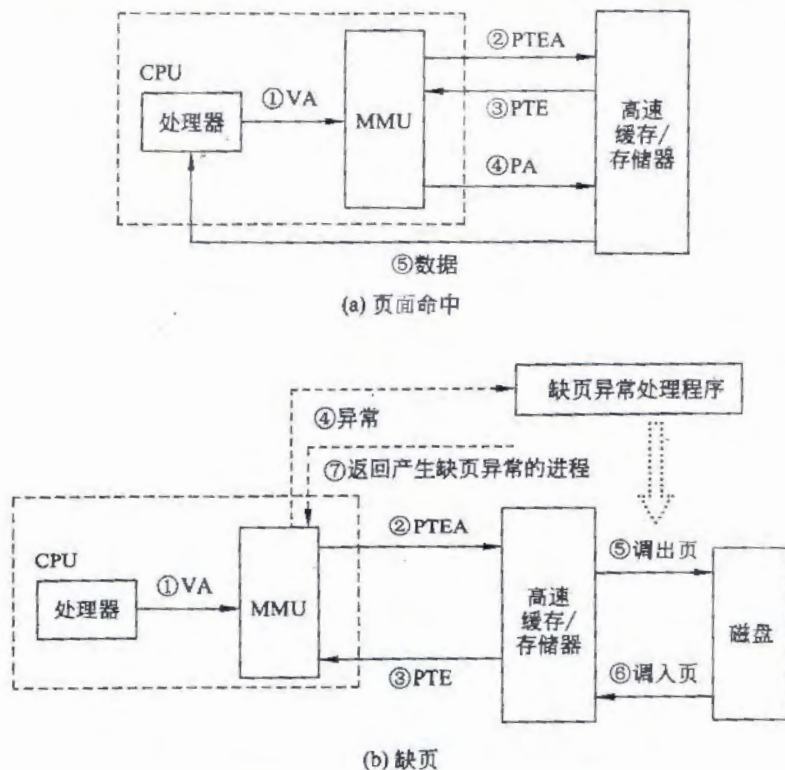 ②PTEA
CPU
①VA
③PTE
处理器
MMU
高速
缓存/
存储器
④PA
⑤数据
(a) 页面命中
缺页异常处理程序
④异常
⑦返回产生缺页异常的进程
②PTEA
⑤调出页
CPU
①VA
处理器
MMU
高速
缓存/
存储器
磁盘
③PTE
⑥调入页
(b) 缺页